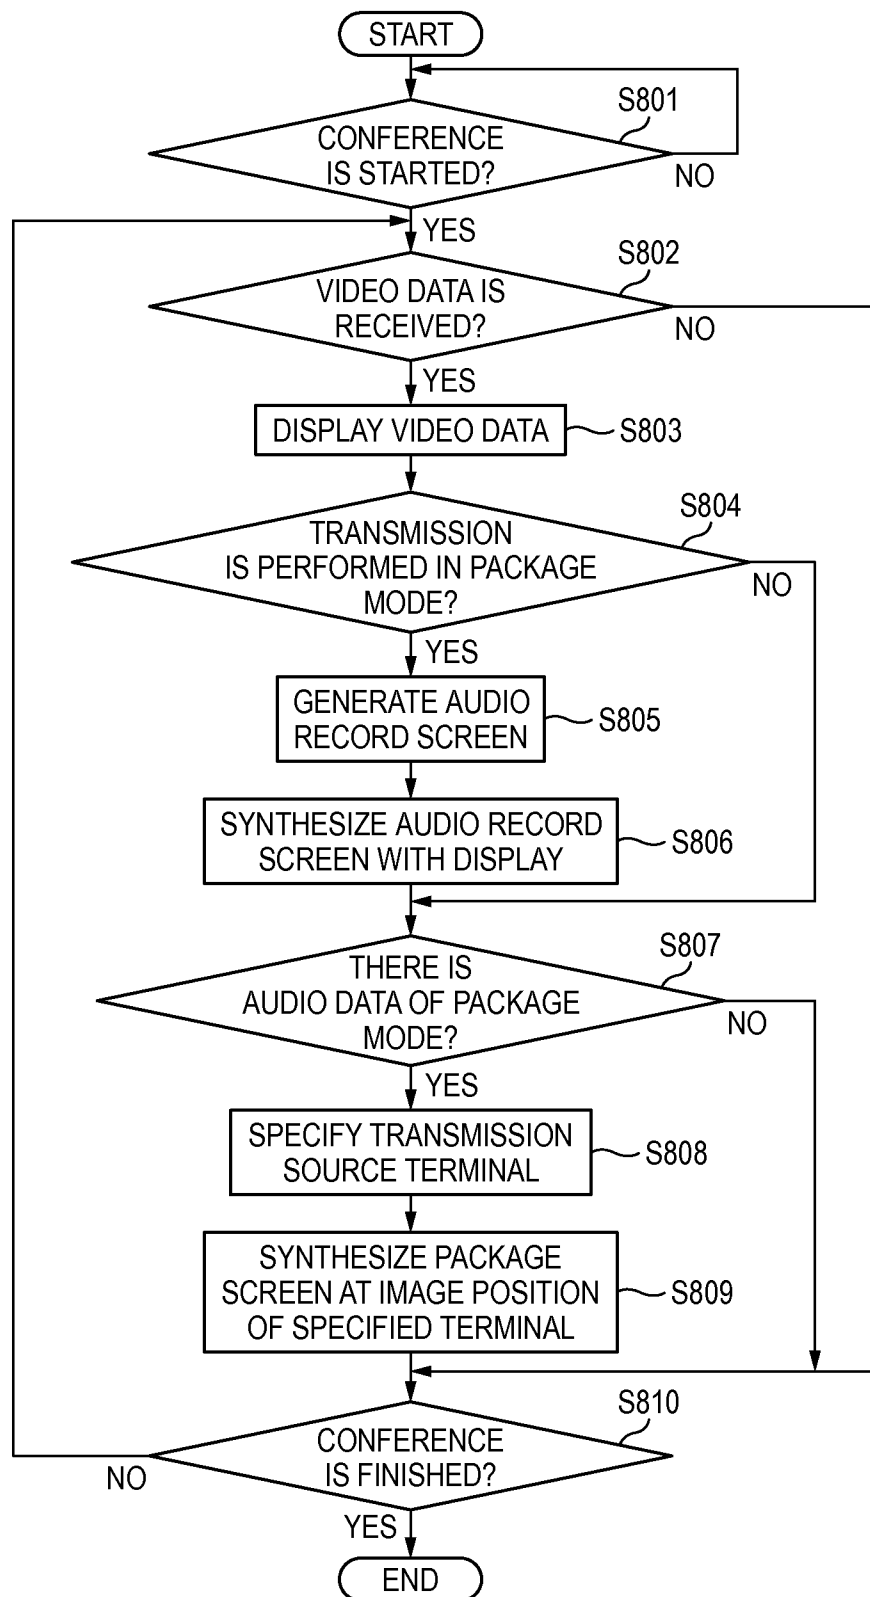 START
S801
CONFERENCE
IS STARTED?
NO
YES
S802
VIDEO DATA IS
RECEIVED?
NO
YES
DISPLAY VIDEO DATA
S803
S804
TRANSMISSION
IS PERFORMED IN PACKAGE
MODE?
NO
YES
GENERATE AUDIO
RECORD SCREEN
S805
SYNTHESIZE AUDIO RECORD
SCREEN WITH DISPLAY
S806
S807
THERE IS
AUDIO DATA OF PACKAGE
MODE?
NO
YES
SPECIFY TRANSMISSION
SOURCE TERMINAL
S808
SYNTHESIZE PACKAGE
SCREEN AT IMAGE POSITION
OF SPECIFIED TERMINAL
S809
S810
CONFERENCE
IS FINISHED?
NO
YES
END